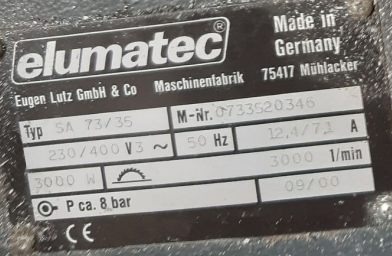 elumatec
Made in
Germany
Eugen Lutz GmbH & Co Maschinenfabrik 75417 Mühlacker
Typ SA 73/35 M-Nr. 0733520346
230/400 V3 ~ 50 Hz 12,4/7,1 A
3000 W 3000 1/min
P ca. 8 bar 09/00
CE